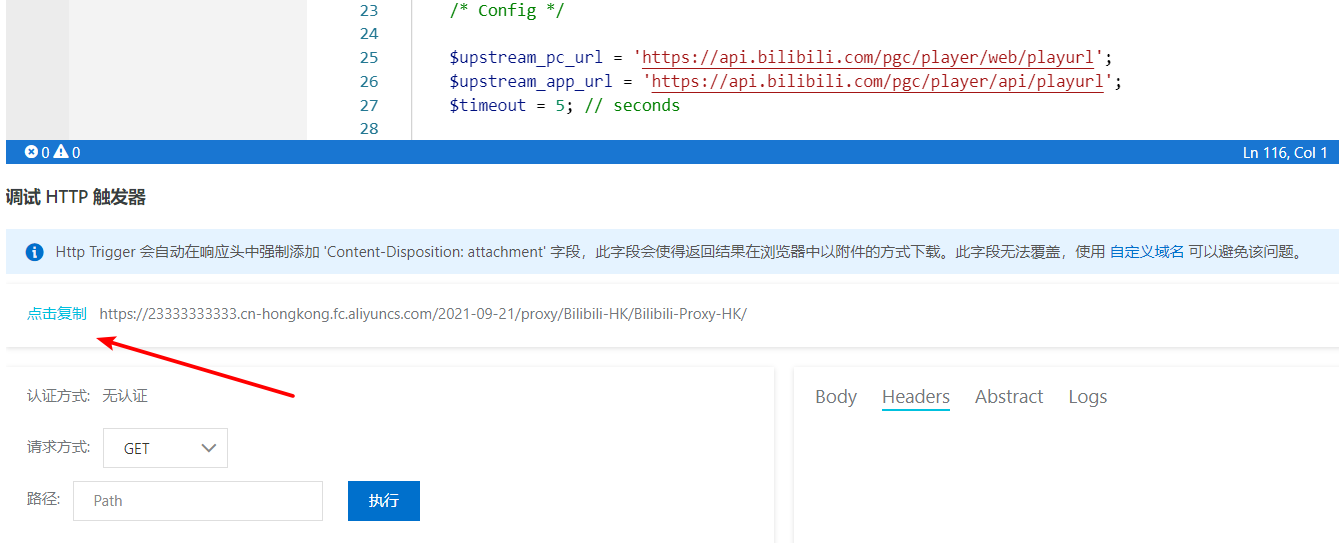 23 /* Config */
24
25 $upstream_pc_url = 'https://api.bilibili.com/pgc/player/web/playurl';
26 $upstream_app_url = 'https://api.bilibili.com/pgc/player/api/playurl';
27 $timeout = 5; // seconds
28
0 0 Ln 116, Col 1
调试 HTTP 触发器
Http Trigger 会自动在响应头中强制添加 'Content-Disposition: attachment' 字段，此字段会使得返回结果在浏览器中以附件的方式下载。此字段无法覆盖，使用 自定义域名 可以避免该问题。
点击复制 https://23333333333.cn-hongkong.fc.aliyuncs.com/2021-09-21/proxy/Bilibili-HK/Bilibili-Proxy-HK/
认证方式: 无认证
请求方式: GET
路径: Path 执行
Body Headers Abstract Logs